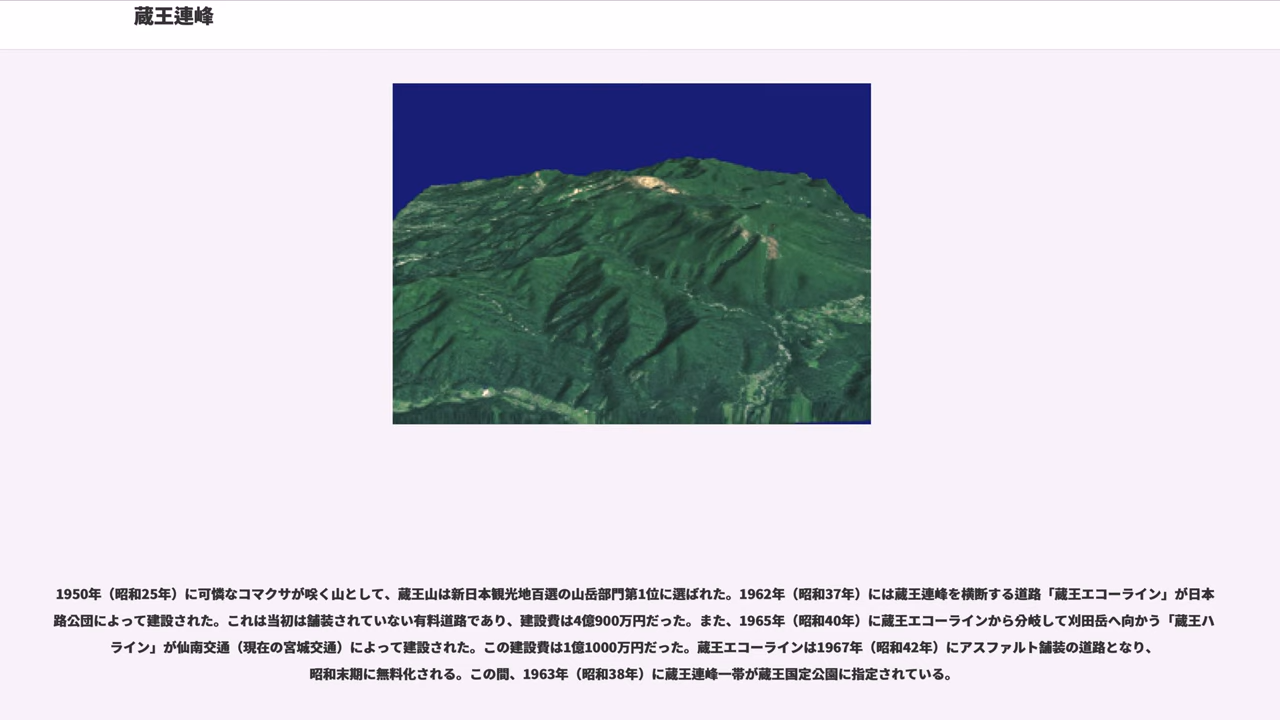 蔵王連峰
1950年（昭和25年）に可憐なコマクサが咲く山として、蔵王山は新日本観光地百選の山岳部門第1位に選ばれた。1962年（昭和37年）には蔵王連峰を横断する道路「蔵王エコーライン」が日本
路公団によって建設された。これは当初は舗装されていない有料道路であり、建設費は4億900万円だった。また、1965年（昭和40年）に蔵王エコーラインから分岐して刈田岳へ向かう「蔵王ハ
ライン」が仙南交通（現在の宮城交通）によって建設された。この建設費は1億1000万円だった。蔵王エコーラインは1967年（昭和42年）にアスファルト舗装の道路となり、
昭和末期に無料化される。この間、1963年（昭和38年）に蔵王連峰一帯が蔵王国定公園に指定されている。